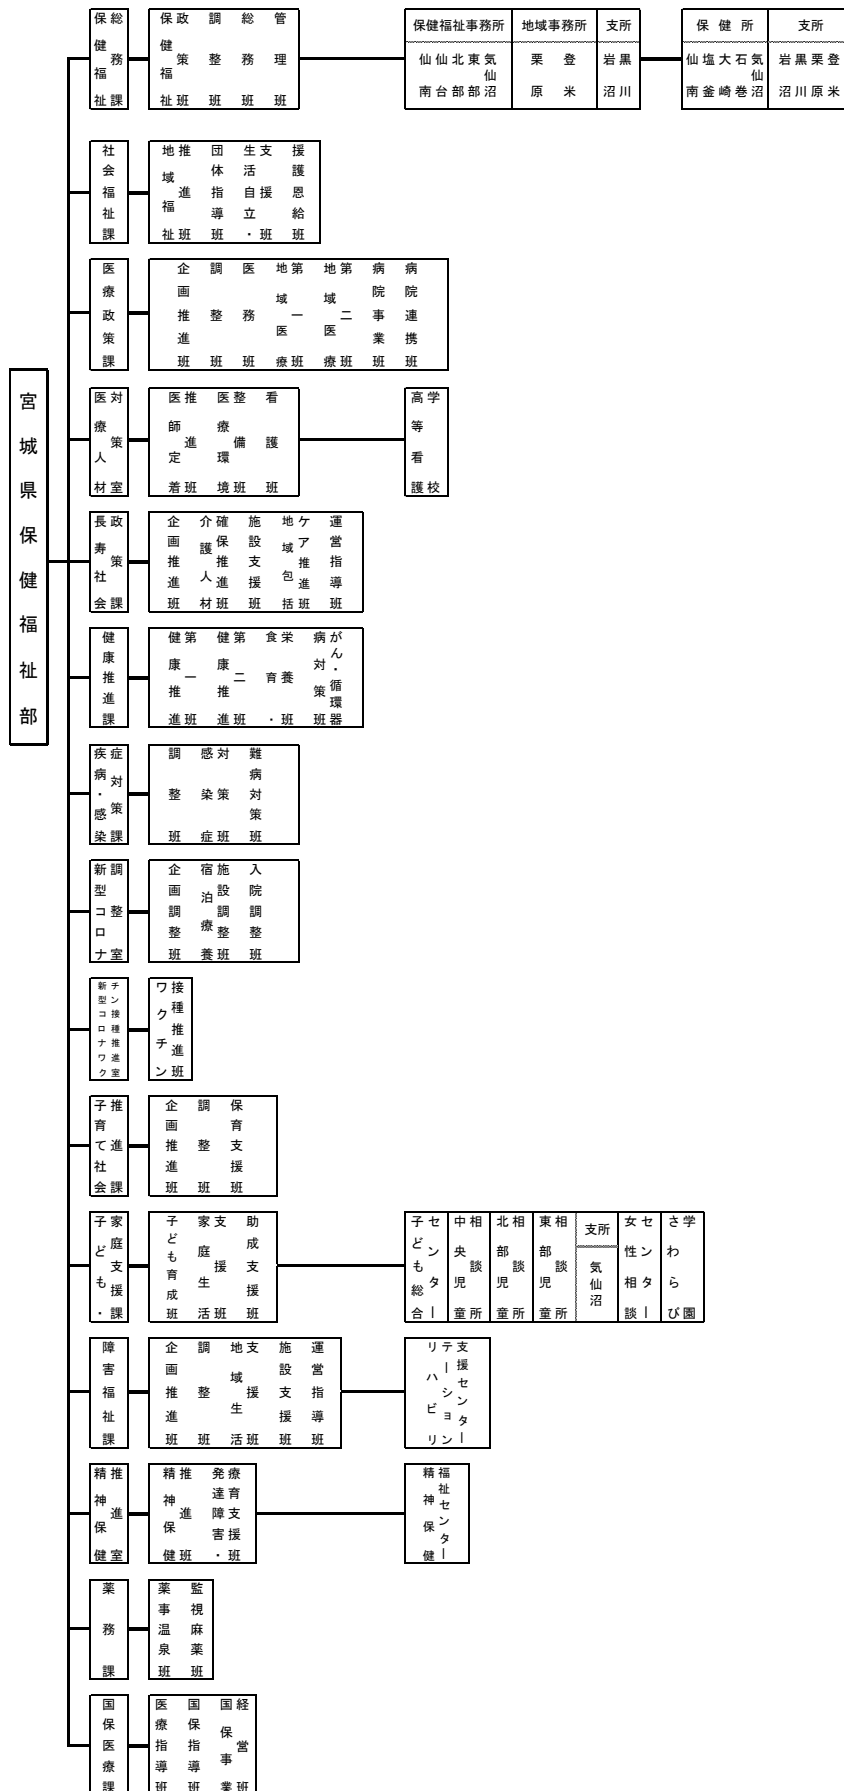 宮城県保健福祉部
保健福祉総務課
保健福祉政策班
調整班
総務班
管理班
保健福祉事務所
仙南
仙台
北部
東部
気仙沼
地域事務所
栗原
登米
支所
岩沼
黒川
保健所
仙南
塩釜
大崎
石巻
気仙沼
支所
岩沼
黒川
栗原
登米
社会福祉課
地域福祉推進班
団体指導班
生活自立・支援班
援護恩給班
医療政策課
企画推進班
調整班
医務班
地域医療第一班
地域医療第二班
病院事業班
病院連携班
医療人材対策室
医師定着推進班
医療環境整備班
看護班
高等看護学校
長寿社会政策課
企画推進班
介護人材確保推進班
施設支援班
地域包括ケア推進班
運営指導班
健康推進課
健康推進第一班
健康推進第二班
食育・栄養班
がん・循環器病対策班
疾病・感染症対策課
調整班
感染症対策班
難病対策班
新型コロナ調整室
企画調整班
宿泊療養施設調整班
入院調整班
新型コロナワクチン接種推進室
ワクチン接種推進班
子育て社会推進課
企画推進班
調整班
保育支援班
子ども・家庭支援課
子ども育成班
家庭生活支援班
助成支援班
子ども総合センター
中央児童相談所
北部児童相談所
東部児童相談所
支所
気仙沼
女性相談センター
さわらび学園
障害福祉課
企画推進班
調整班
地域生活支援班
施設支援班
運営指導班
リハビリテーション支援センター
精神保健推進室
精神保健推進班
発達障害・療育支援班
精神保健福祉センター
薬務課
薬事温泉班
監視麻薬班
国保医療課
医療指導班
国保指導班
国保事業経営班